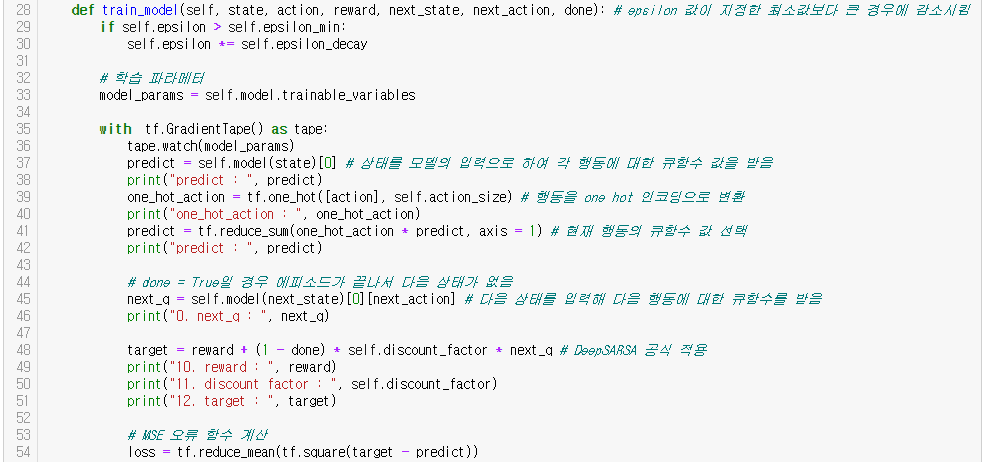 28 def train_model(self, state, action, reward, next_state, next_action, done): # epsilon 값이 지정한 최소값보다 큰 경우에 감소시킴
29 if self.epsilon > self.epsilon_min:
30 self.epsilon *= self.epsilon_decay
31
32 # 학습 파라메터
33 model_params = self.model.trainable_variables
34
35 with tf.GradientTape() as tape:
36 tape.watch(model_params)
37 predict = self.model(state)[0] # 상태를 모델의 입력으로 하여 각 행동에 대한 큐함수 값을 받음
38 print("predict : ", predict)
39 one_hot_action = tf.one_hot([action], self.action_size) # 행동을 one hot 인코딩으로 변환
40 print("one_hot_action : ", one_hot_action)
41 predict = tf.reduce_sum(one_hot_action * predict, axis = 1) # 현재 행동의 큐함수 값 선택
42 print("predict : ", predict)
43
44 # done = True일 경우 에피소드가 끝나서 다음 상태가 없음
45 next_q = self.model(next_state)[0][next_action] # 다음 상태를 입력해 다음 행동에 대한 큐함수를 받음
46 print("0. next_q : ", next_q)
47
48 target = reward + (1 - done) * self.discount_factor * next_q # DeepSARSA 공식 적용
49 print("10. reward : ", reward)
50 print("11. discount factor : ", self.discount_factor)
51 print("12. target : ", target)
52
53 # MSE 오류 함수 계산
54 loss = tf.reduce_mean(tf.square(target - predict))